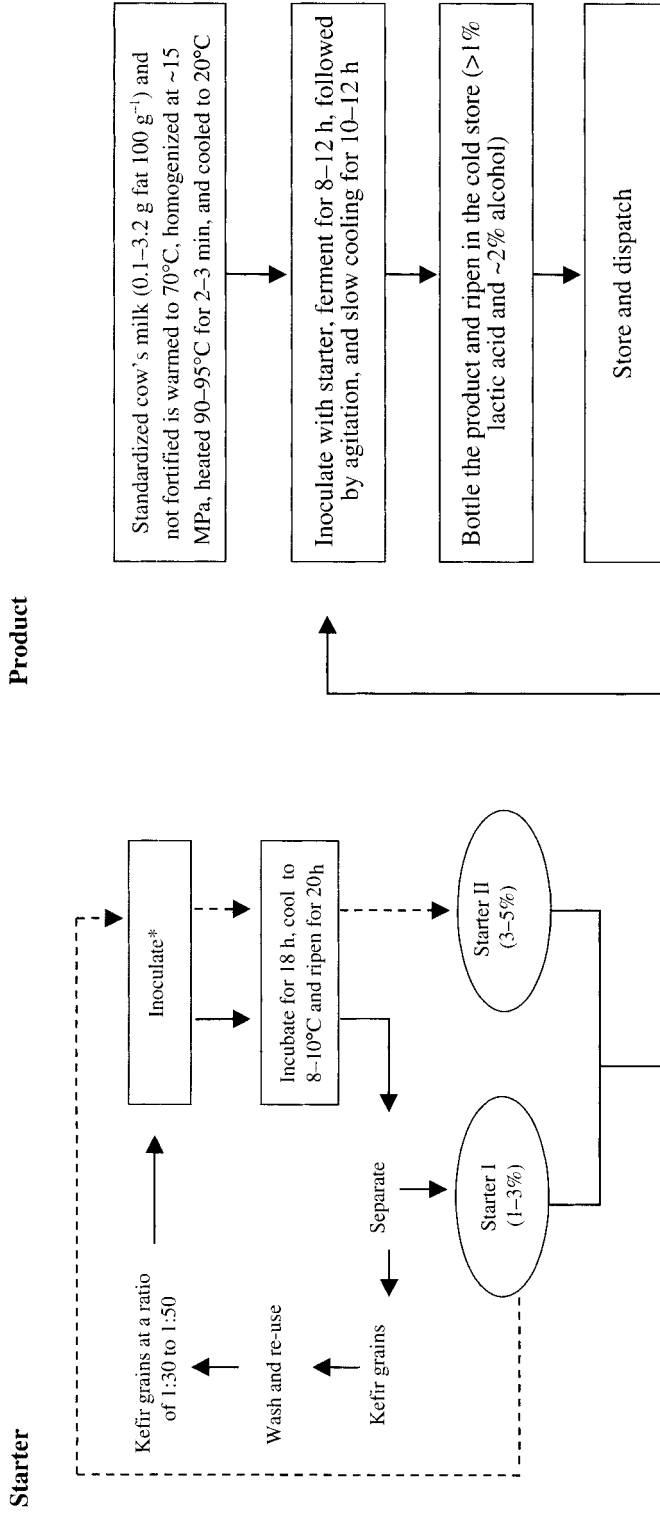 Starter
Kefir grains at a ratio
of 1:30 to 1:50
Inoculate*
Wash and re-use
Incubate for 18 h, cool to
8–10°C and ripen for 20h
Kefir grains
Separate
Starter I
(1–3%)
Starter II
(3–5%)
Product
Standardized cow's milk (0.1–3.2 g fat 100 g⁻¹) and
not fortified is warmed to 70°C, homogenized at ~15
MPa, heated 90–95°C for 2–3 min, and cooled to 20°C
Inoculate with starter, ferment for 8–12 h, followed
by agitation, and slow cooling for 10–12 h
Bottle the product and ripen in the cold store (>1%
lactic acid and ~2% alcohol)
Store and dispatch